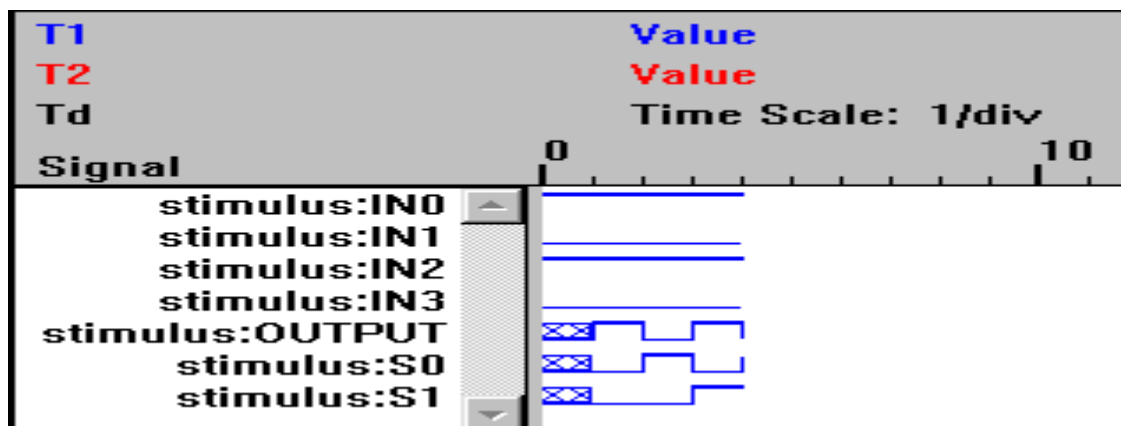 T1 Value
T2 Value
Td Time Scale: 1/div
Signal 0 10
stimulus:IN0
stimulus:IN1
stimulus:IN2
stimulus:IN3
stimulus:OUTPUT
stimulus:S0
stimulus:S1